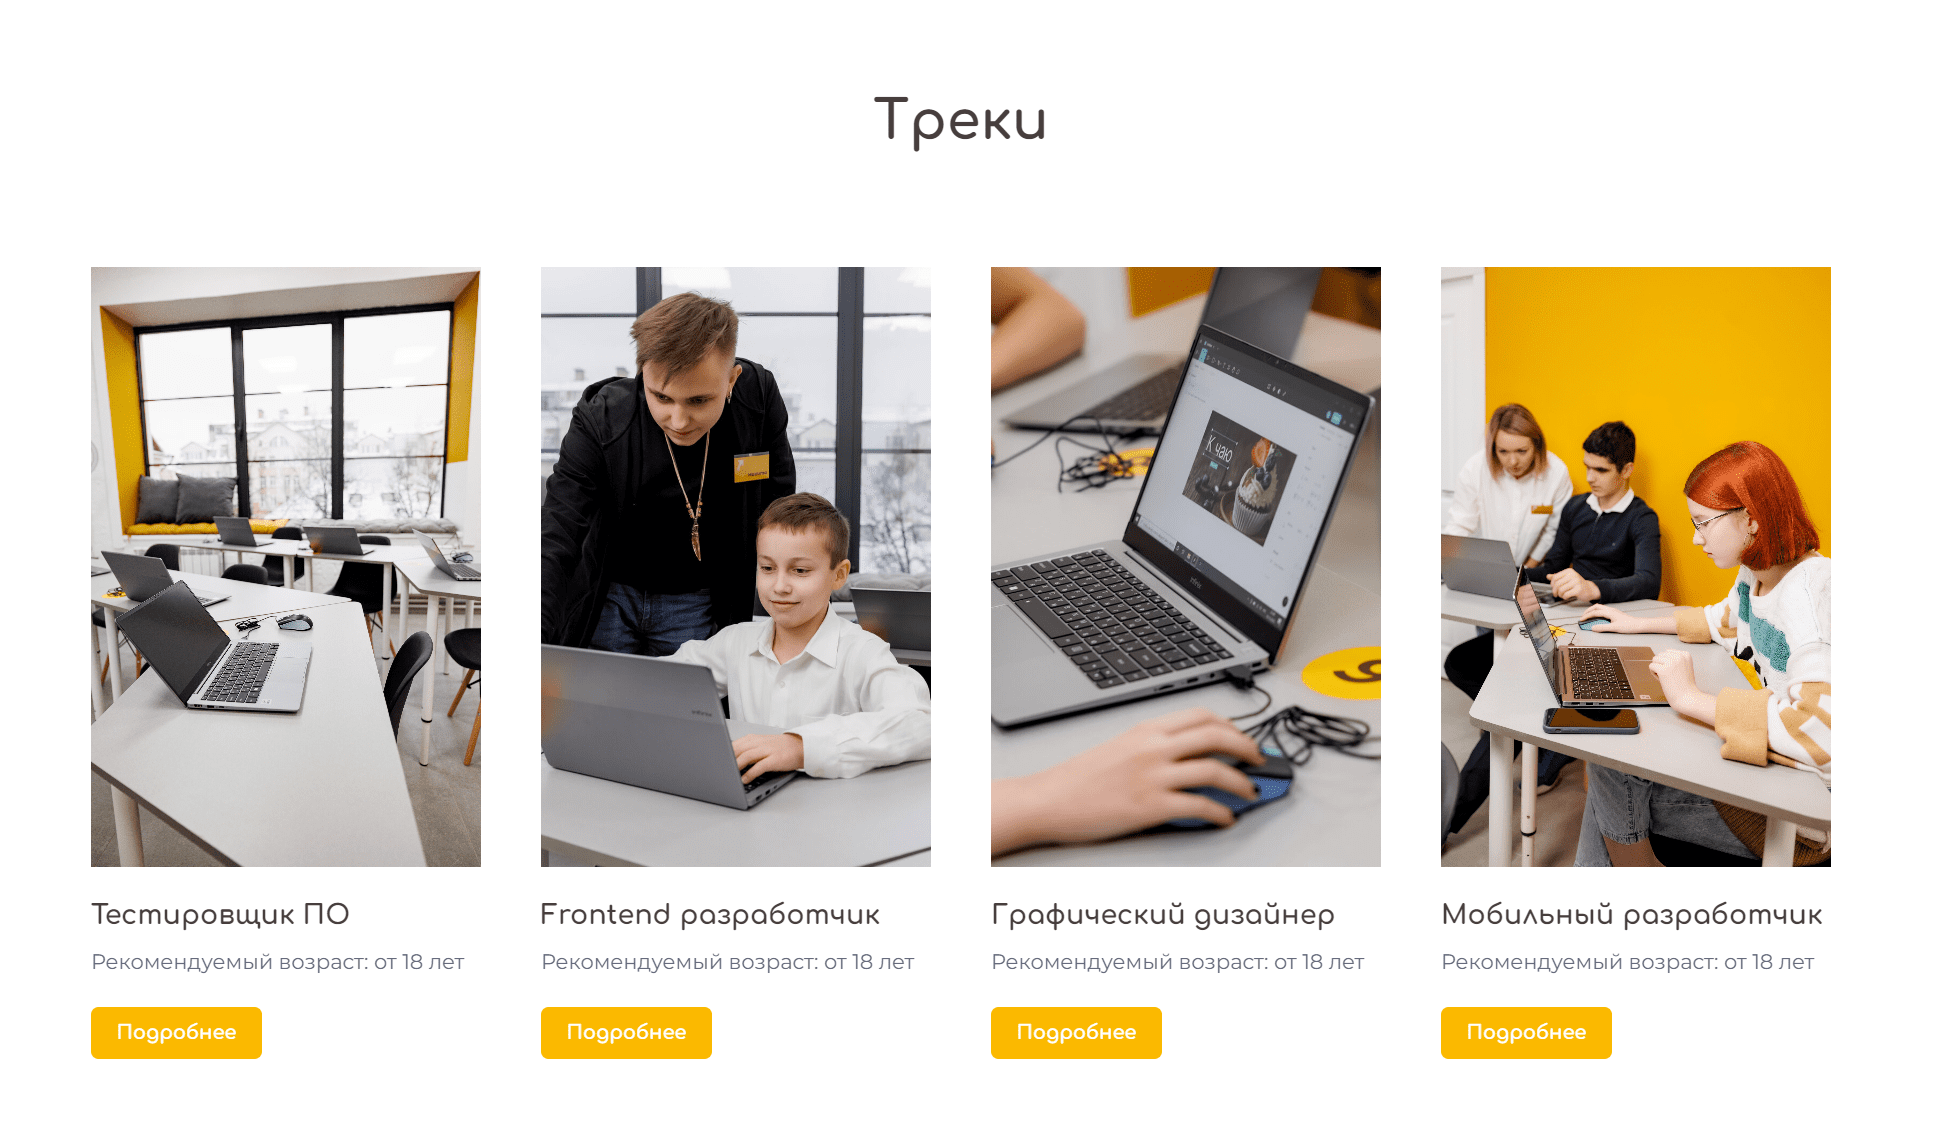 Треки
К чаю
Тестировщик ПО
Рекомендуемый возраст: от 18 лет
Подробнее
Frontend разработчик
Рекомендуемый возраст: от 18 лет
Подробнее
Графический дизайнер
Рекомендуемый возраст: от 18 лет
Подробнее
Мобильный разработчик
Рекомендуемый возраст: от 18 лет
Подробнее